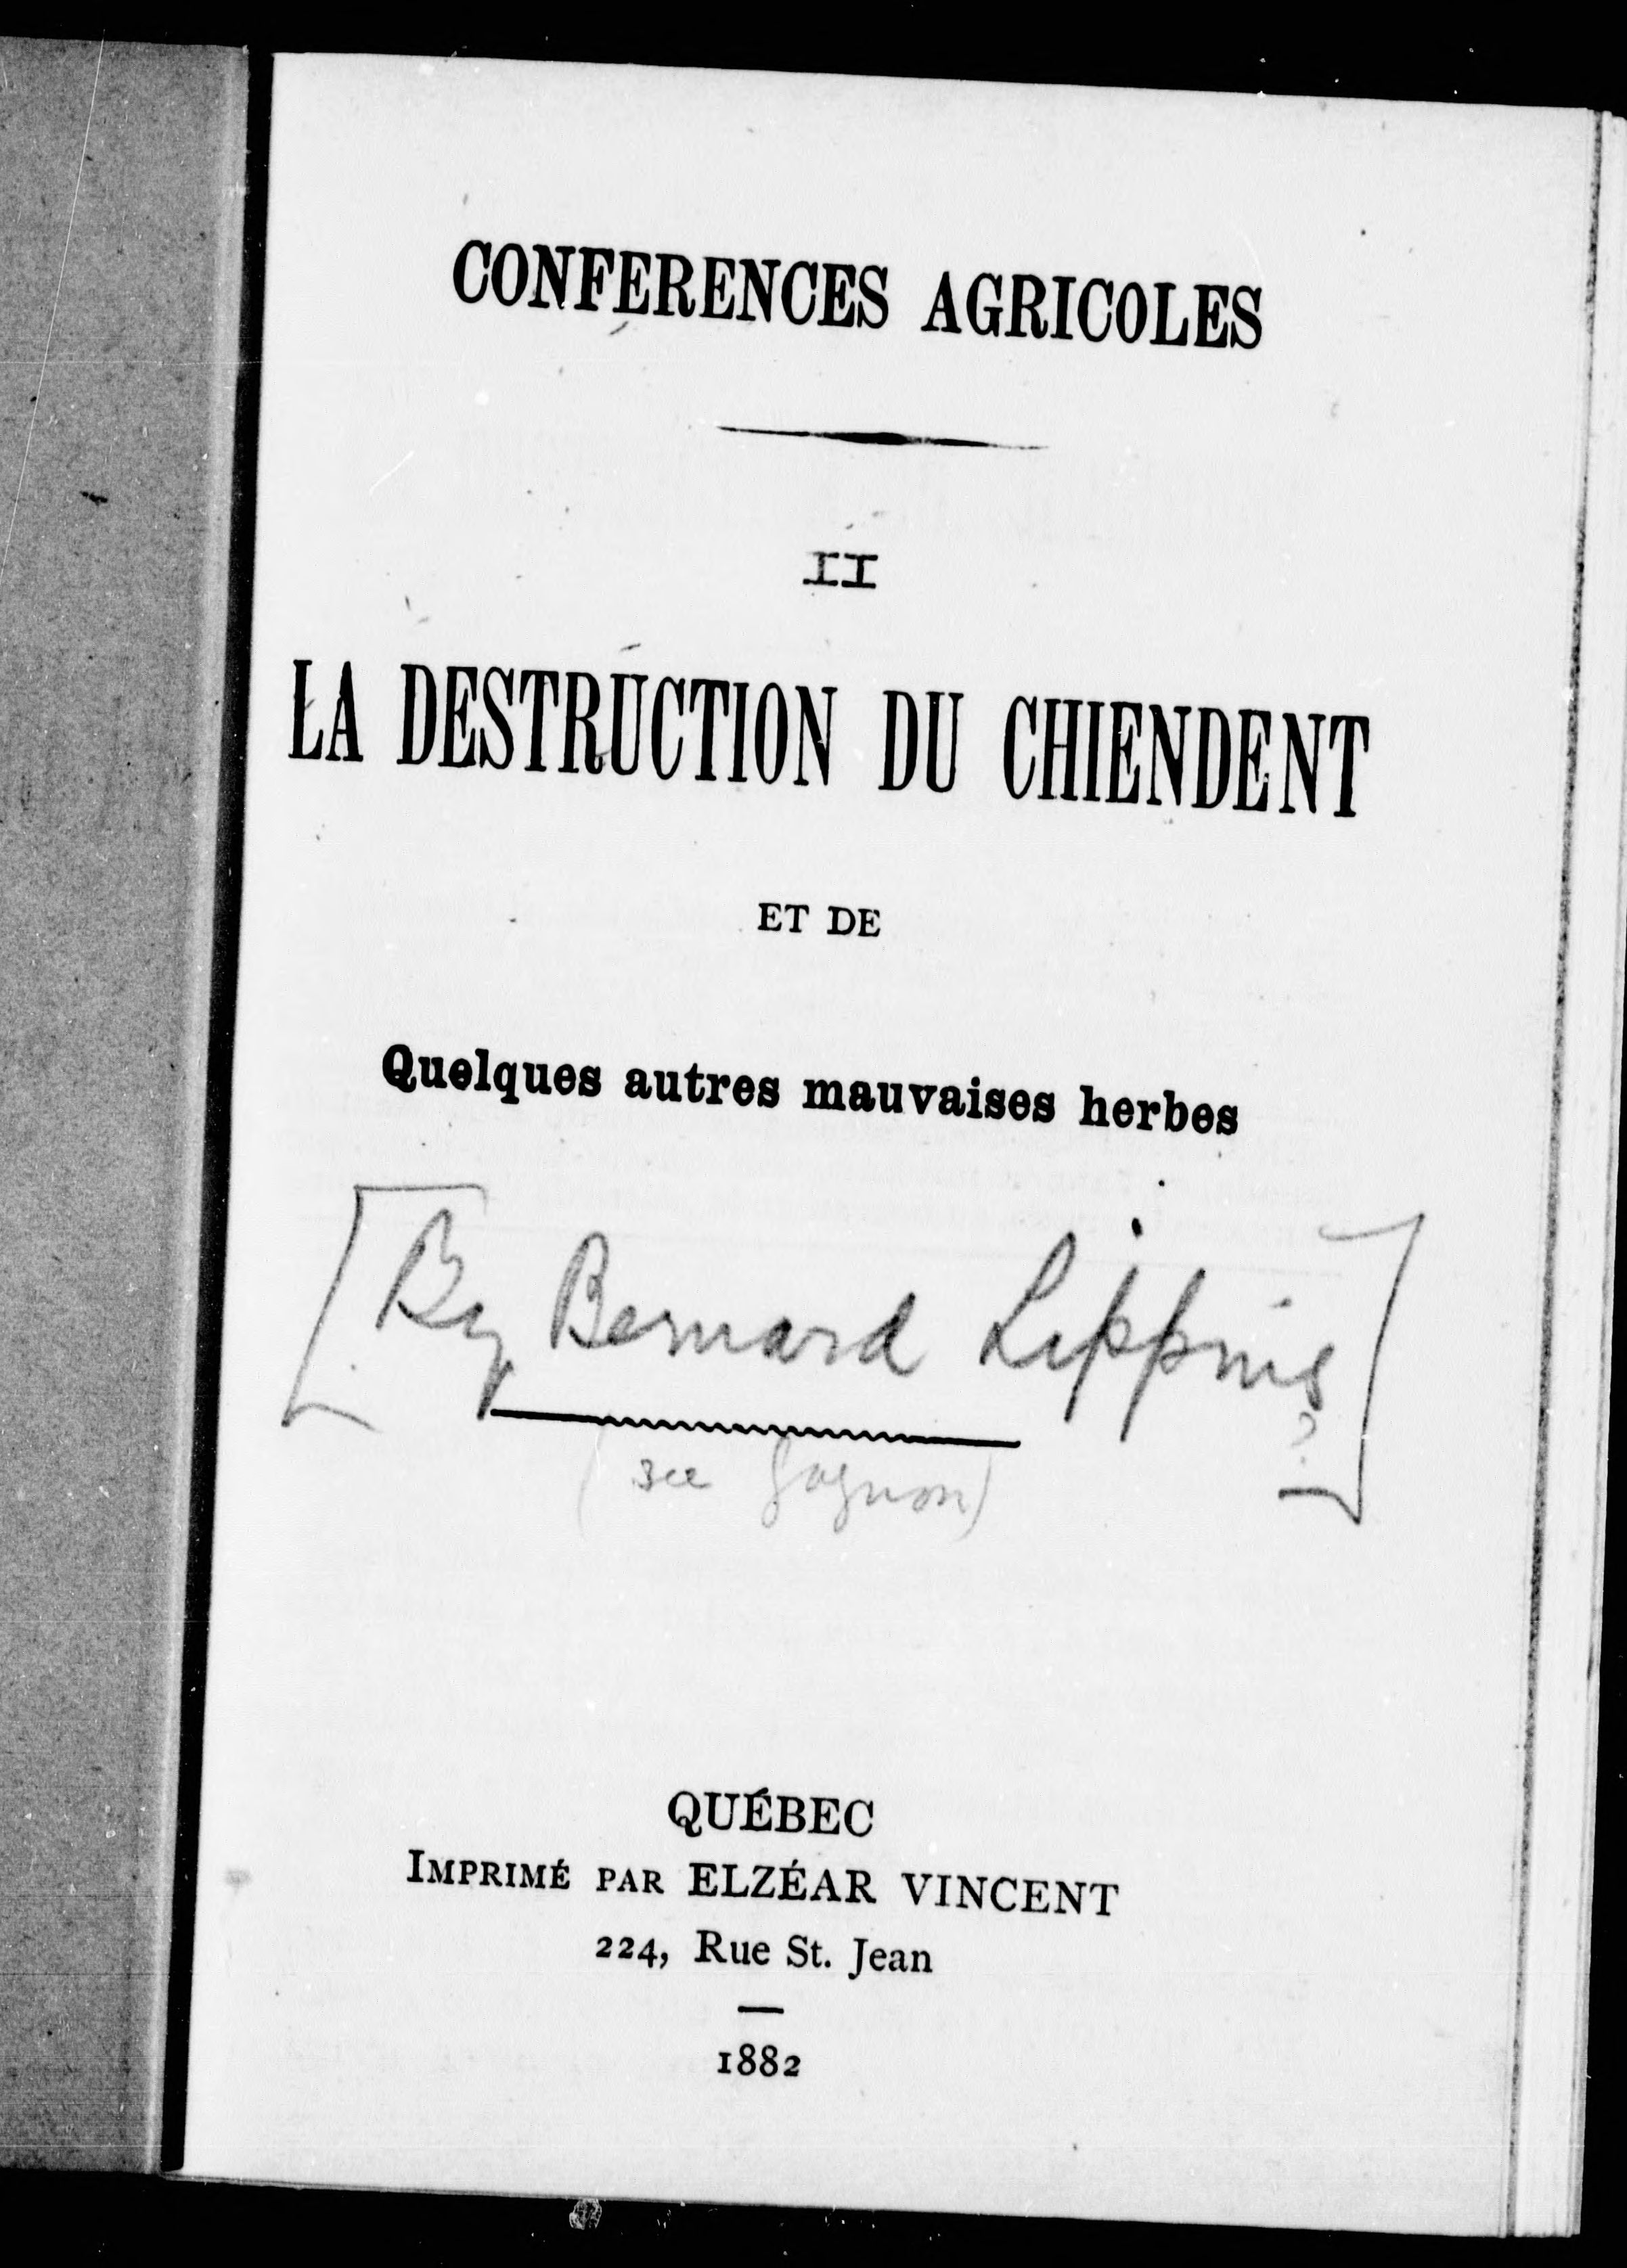 CONFERENCES AGRICOLES
II
LA DESTRUCTION DU CHIENDENT
ET DE
Quelques autres mauvaises herbes
[By Bernard Lippens ?]
(see Gagnon)
QUÉBEC
IMPRIMÉ PAR ELZÉAR VINCENT
224, Rue St. Jean
1882